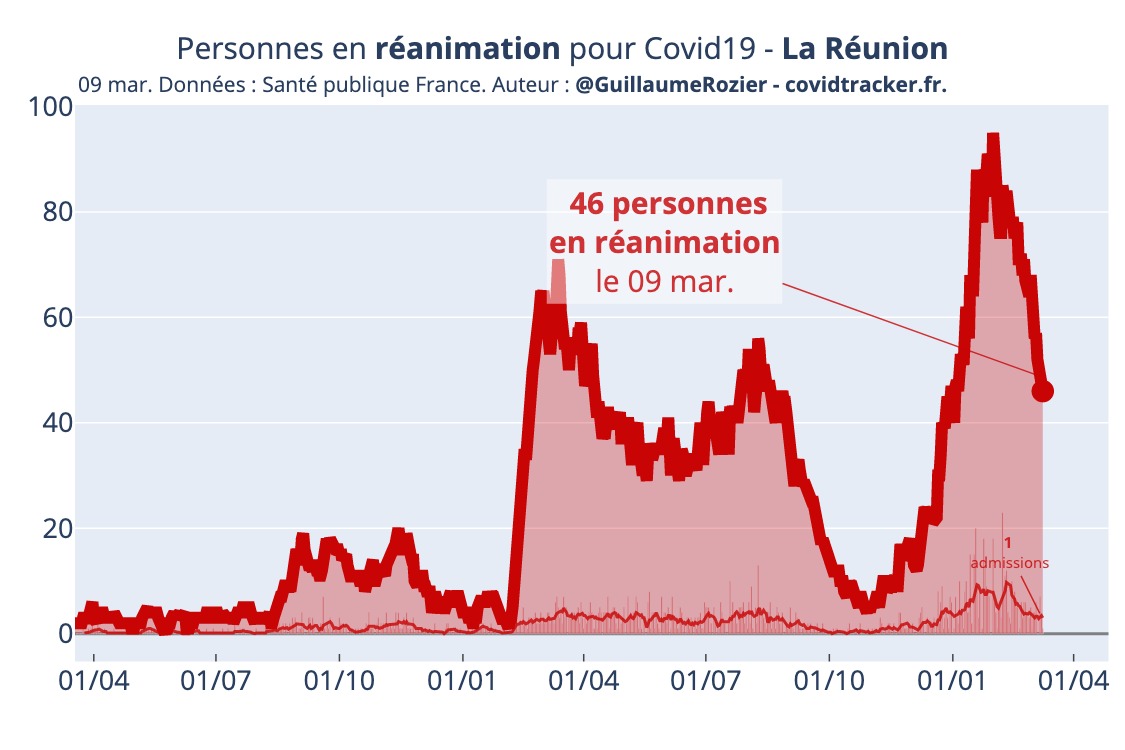 Personnes en réanimation pour Covid19 - La Réunion
09 mar. Données : Santé publique France. Auteur : @GuillaumeRozier - covidtracker.fr.
100
80
60
40
20
0
46 personnes
en réanimation
le 09 mar.
1
admissions
01/04
01/07
01/10
01/01
01/04
01/07
01/10
01/01
01/04